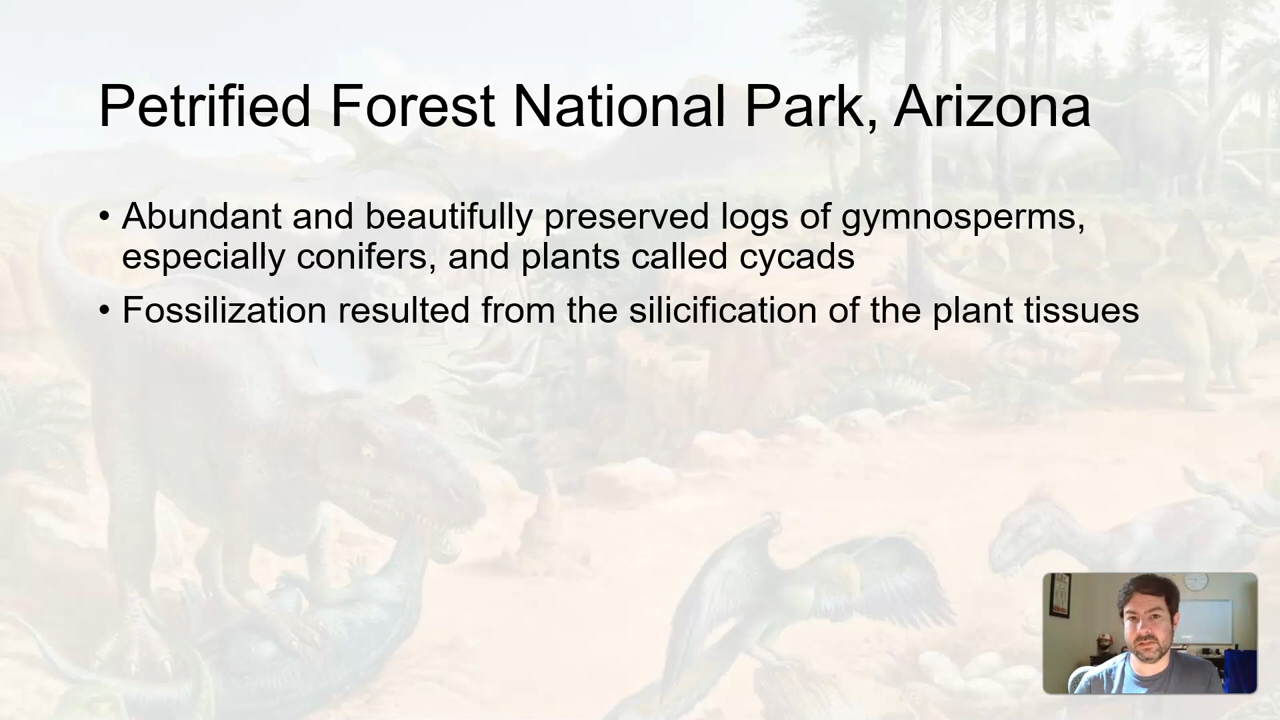 Petrified Forest National Park, Arizona
• Abundant and beautifully preserved logs of gymnosperms,
especially conifers, and plants called cycads
• Fossilization resulted from the silicification of the plant tissues